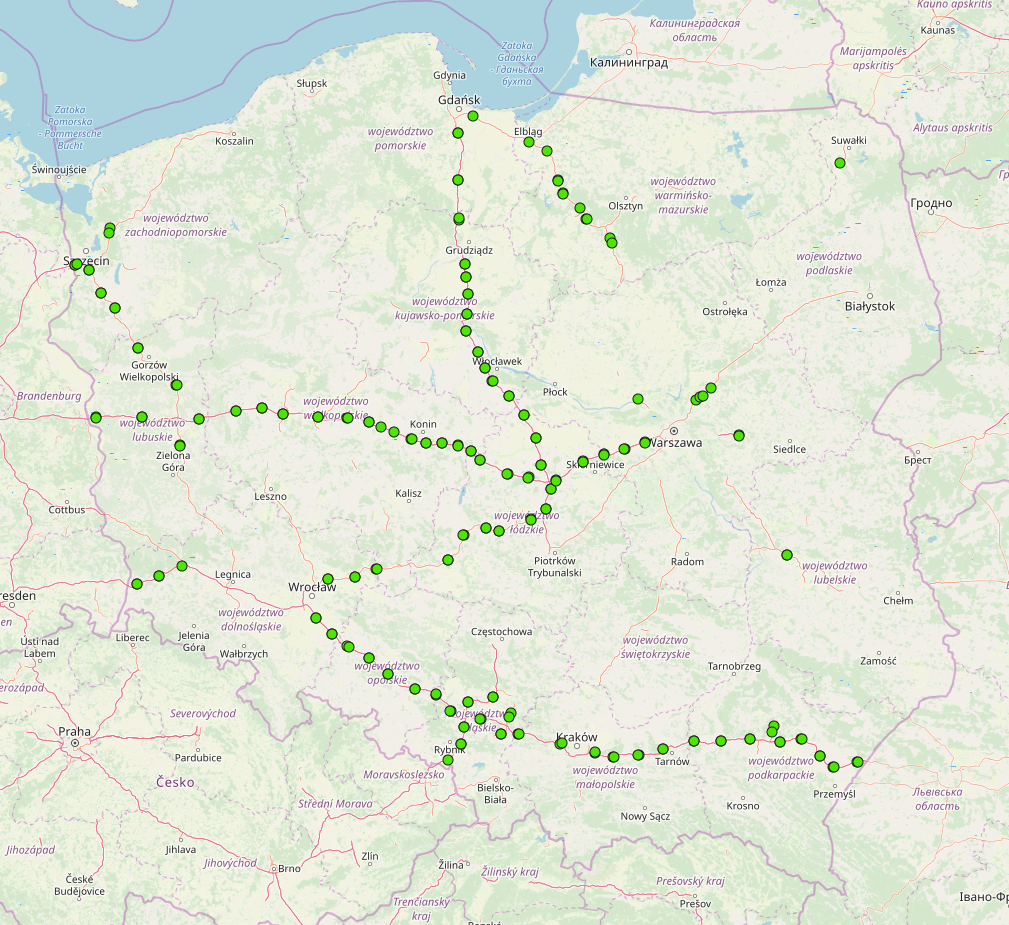 Kauno apskritis
Калининградская
область
Kaunas
Zatoka
Gdańska
- Гданьская
бухта
Marijampolės
apskritis
Калининград
Gdynia
Słupsk
Gdańsk
Zatoka
Pomorska
- Pommersche
Bucht
Alytaus apskritis
Elbląg
województwo
pomorskie
Koszalin
Suwałki
Świnoujście
województwo
warmińsko-
mazurskie
Olsztyn
Гродно
województwo
zachodniopomorskie
Grudziądz
województwo
podlaskie
Łomża
województwo
kujawsko-pomorskie
Ostrołęka
Białystok
Gorzów
Wielkopolski
Włocławek
Płock
Brandenburg
województwo
wielkopolskie
województwo
lubuskie
Konin
Warszawa
Siedlce
Брест
Zielona
Góra
Skierniewice
Leszno
Kalisz
Cottbus
województwo
łódzkie
Piotrków
Trybunalski
Radom
województwo
lubelskie
Legnica
Wrocław
Chełm
resden
województwo
dolnośląskie
Częstochowa
Jelenia
Góra
Liberec
Ústí nad
Labem
Wałbrzych
województwo
świętokrzyskie
województwo
opolskie
Tarnobrzeg
Zamość
Severovýchod
Praha
Kraków
Rybnik
Pardubice
Moravskoslezsko
Tarnów
województwo
małopolskie
województwo
podkarpackie
Česko
Bielsko-
Biała
Przemyśl
Львівська
область
Střední Morava
Krosno
Nowy Sącz
Jihozápad
Jihlava
Jihovýchod
Brno
Zlín
Žilina
Žilinský kraj
České
Budějovice
Prešovský kraj
Prešov
Trenčiansky
kraj